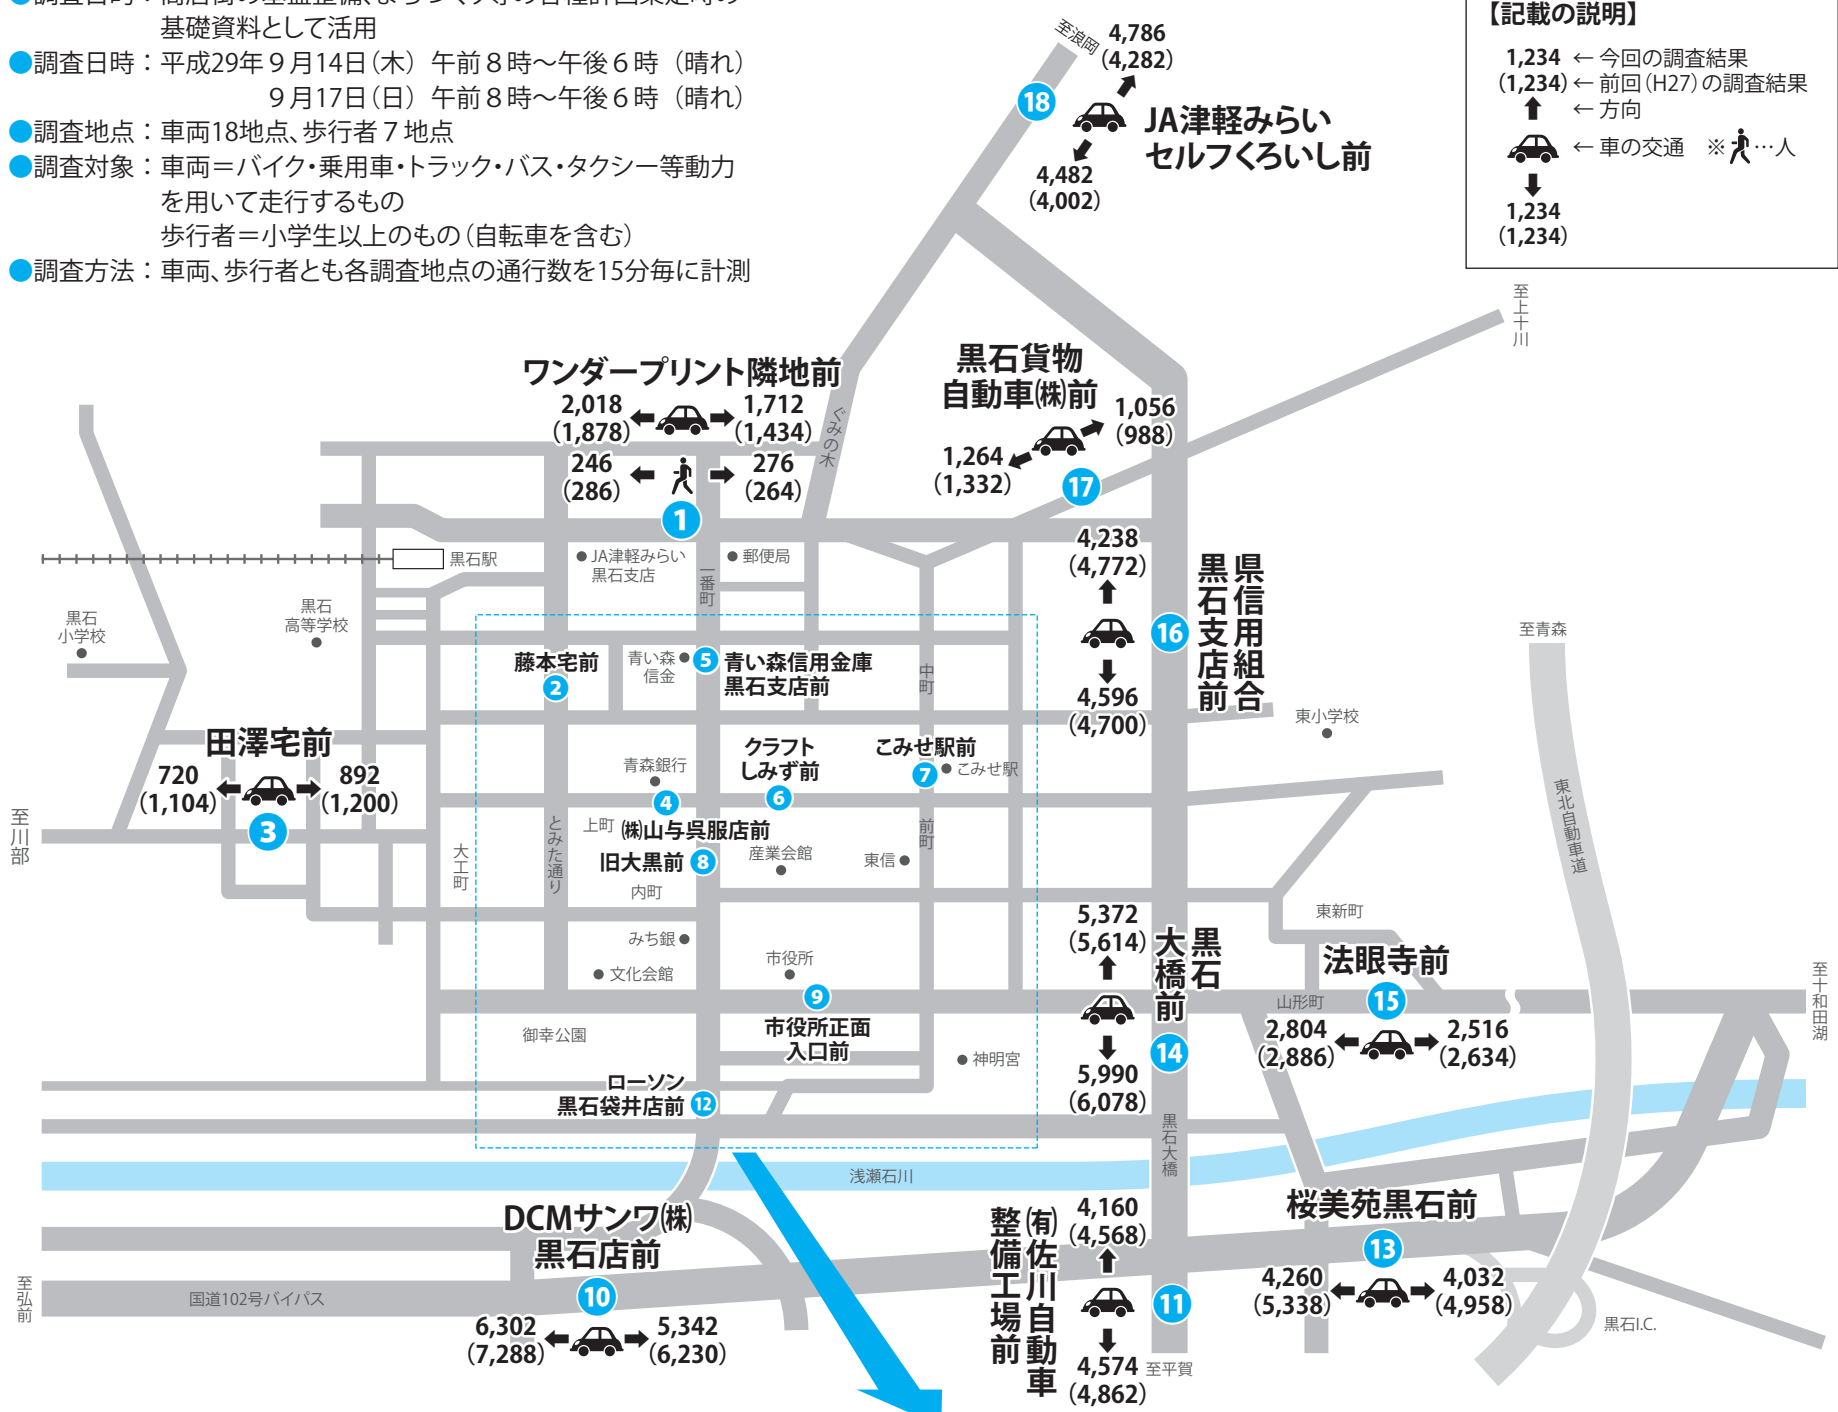 基礎資料として活用
●調査日時：平成29年９月14日（木）午前８時～午後６時（晴れ）
９月17日（日）午前８時～午後６時（晴れ）
●調査地点：車両18地点、歩行者７地点
●調査対象：車両＝バイク・乗用車・トラック・バス・タクシー等動力
を用いて走行するもの
歩行者＝小学生以上のもの（自転車を含む）
●調査方法：車両、歩行者とも各調査地点の通行数を15分毎に計測
【記載の説明】
1,234 ← 今回の調査結果
(1,234) ← 前回（H27）の調査結果
← 方向
← 車の交通 ※…人
1,234
(1,234)
至浪岡
4,786
(4,282)
18
JA津軽みらい
セルフくろいし前
4,482
(4,002)
至上十川
ワンダープリント隣地前
2,018
(1,878)
1,712
(1,434)
246
(286)
276
(264)
1
ぐみの木
黒石貨物
自動車㈱前
1,056
(988)
1,264
(1,332)
17
黒石駅
JA津軽みらい
黒石支店
郵便局
一番町
4,238
(4,772)
16
県信用組合
黒石支店前
4,596
(4,700)
黒石
小学校
黒石
高等学校
藤本宅前
2
青い森
信金
5
青い森信用金庫
黒石支店前
中町
至青森
東小学校
田澤宅前
720
(1,104)
892
(1,200)
3
至川部
青森銀行
4
クラフト
しみず前
6
こみせ駅前
7
こみせ駅
東北自動車道
大工町
とみた通り
上町
㈱山与呉服店前
旧大黒前
8
産業会館
東信
前町
内町
みち銀
文化会館
市役所
9
市役所正面
入口前
御幸公園
神明宮
5,372
(5,614)
黒石
大橋前
14
5,990
(6,078)
東新町
法眼寺前
15
山形町
2,804
(2,886)
2,516
(2,634)
至十和田湖
ローソン
黒石袋井店前
12
黒石大橋
浅瀬石川
DCMサンワ㈱
黒石店前
10
6,302
(7,288)
5,342
(6,230)
至弘前
国道102号バイパス
㈲佐川自動車
整備工場前
4,160
(4,568)
11
4,574
(4,862)
至平賀
桜美苑黒石前
13
4,260
(5,338)
4,032
(4,958)
黒石I.C.